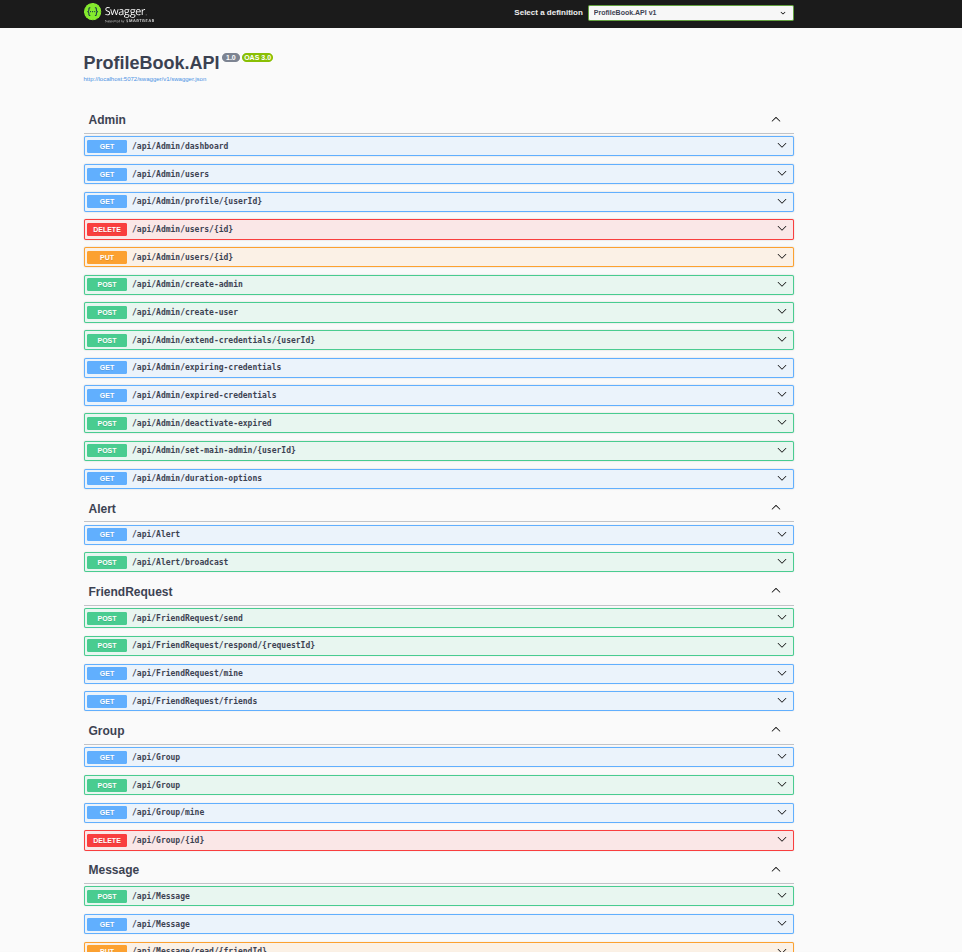 Swagger
Supported by SMARTBEAR
Select a definition
ProfileBook.API v1
ProfileBook.API 1.0 OAS 3.0
http://localhost:5072/swagger/v1/swagger.json
Admin
GET /api/Admin/dashboard
GET /api/Admin/users
GET /api/Admin/profile/{userId}
DELETE /api/Admin/users/{id}
PUT /api/Admin/users/{id}
POST /api/Admin/create-admin
POST /api/Admin/create-user
POST /api/Admin/extend-credentials/{userId}
GET /api/Admin/expiring-credentials
GET /api/Admin/expired-credentials
POST /api/Admin/deactivate-expired
POST /api/Admin/set-main-admin/{userId}
GET /api/Admin/duration-options
Alert
GET /api/Alert
POST /api/Alert/broadcast
FriendRequest
POST /api/FriendRequest/send
POST /api/FriendRequest/respond/{requestId}
GET /api/FriendRequest/mine
GET /api/FriendRequest/friends
Group
GET /api/Group
POST /api/Group
GET /api/Group/mine
DELETE /api/Group/{id}
Message
POST /api/Message
GET /api/Message
PUT /api/Message/read/{friendId}